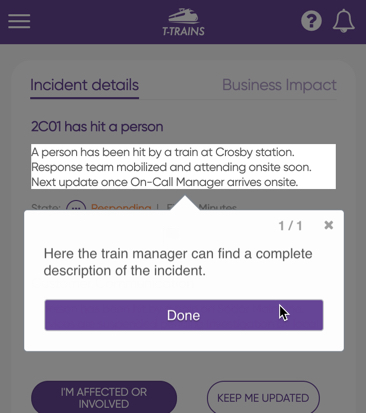 T-TRAINS
?
Incident details
Business Impact
2C01 has hit a person
A person has been hit by a train at Crosby station.
Response team mobilized and attending onsite soon.
Next update once On-Call Manager arrives onsite.
State: Responding | Minutes
1 / 1 ×
Here the train manager can find a complete
description of the incident.
Done
I'M AFFECTED OR
INVOLVED
KEEP ME UPDATED